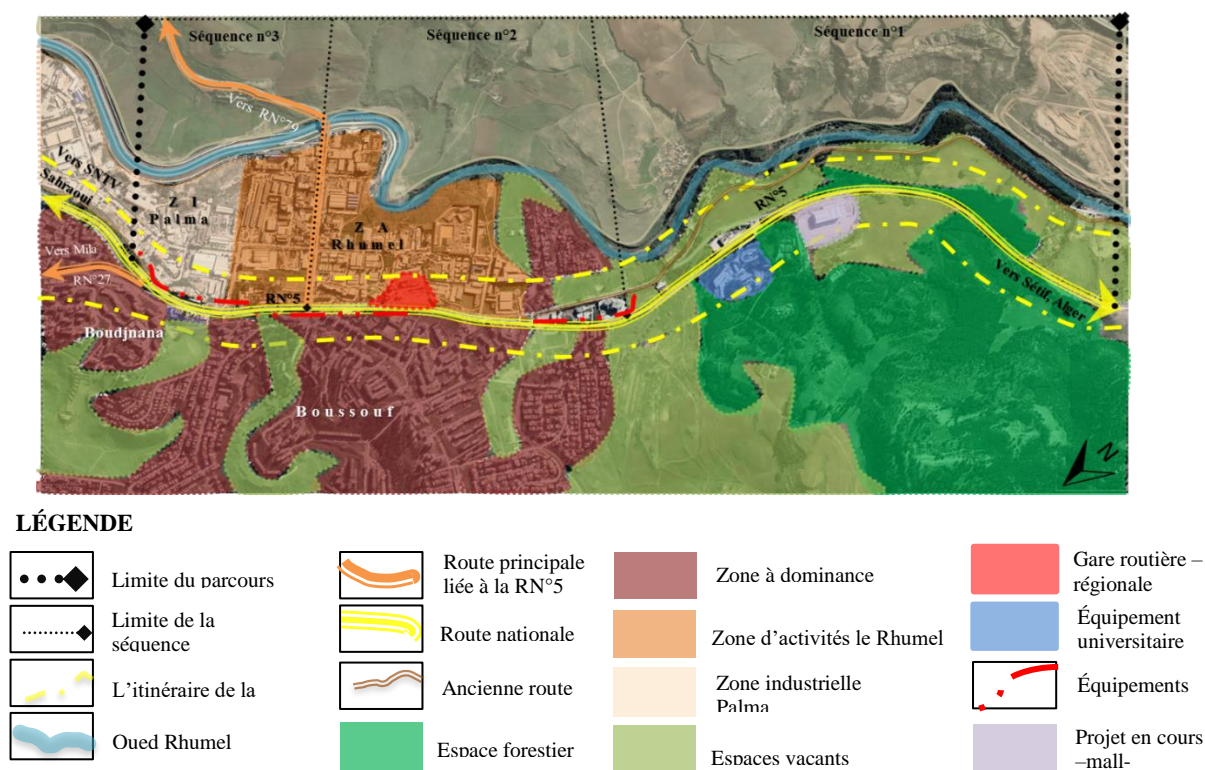 Séquence n°3
Séquence n°2
Séquence n°1
Vers RN°79
Vers SNTV
Sahraoui
Z I
Palma
Z A
Rhumel
RN°5
Vers Mila
RN°27
RN°5
Vers Sétif, Alger
Boudjnana
Boussouf
N
LÉGENDE
Limite du parcours
Limite de la
séquence
L'itinéraire de la
Oued Rhumel
Route principale
liée à la RN°5
Route nationale
Ancienne route
Espace forestier
Zone à dominance
Zone d'activités le Rhumel
Zone industrielle
Palma
Espaces vacants
Gare routière –
régionale
Équipement
universitaire
Équipements
Projet en cours
–mall-